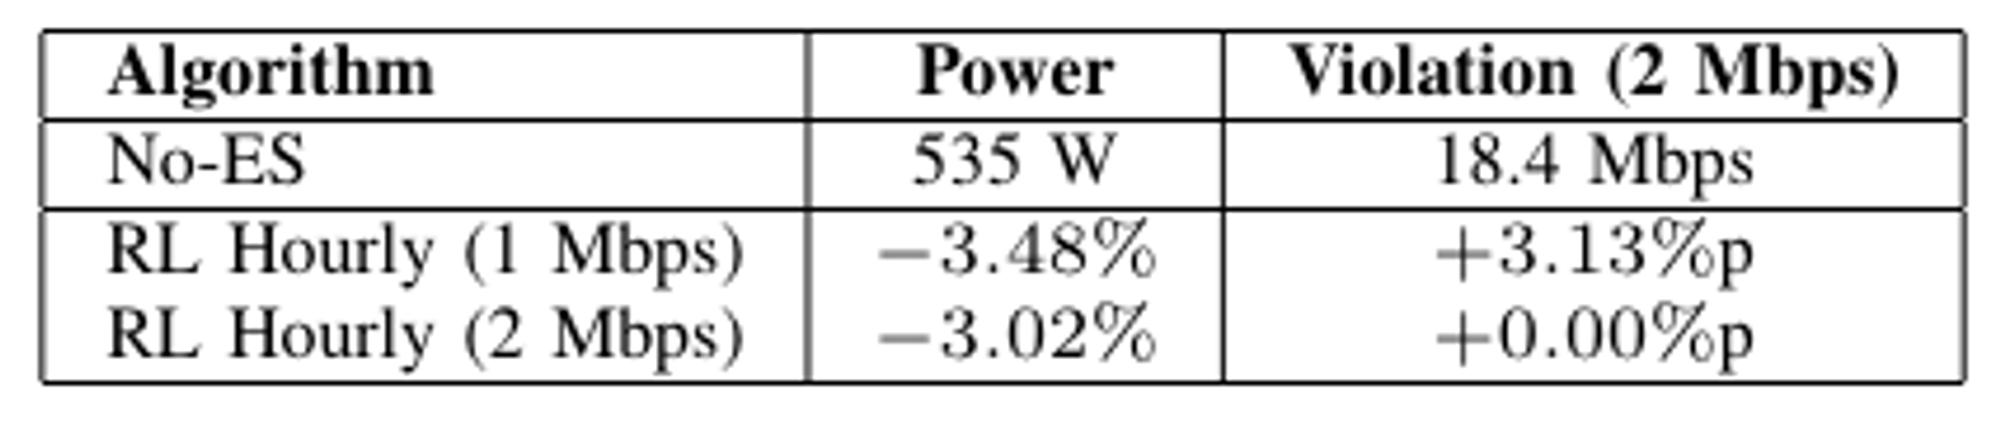 Algorithm Power Violation (2 Mbps)
No-ES 535 W 18.4 Mbps
RL Hourly (1 Mbps) −3.48% +3.13%p
RL Hourly (2 Mbps) −3.02% +0.00%p